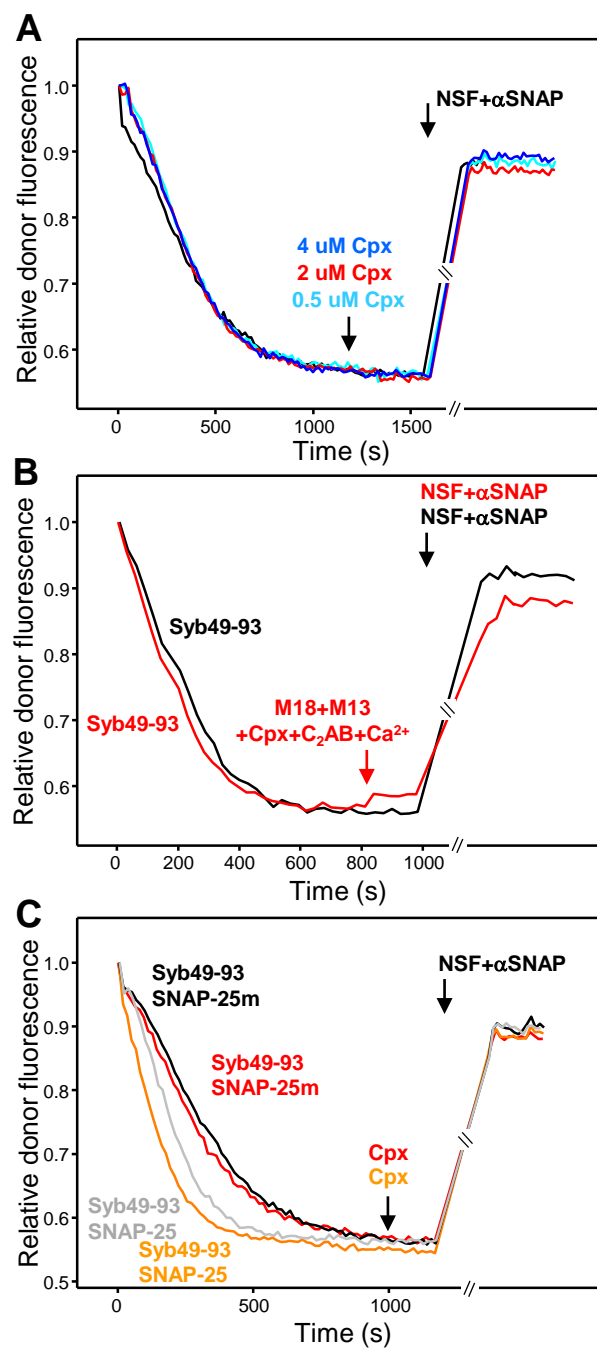 A
Relative donor fluorescence
1.0
0.9
0.8
0.7
0.6
NSF+αSNAP
4 uM Cpx
2 uM Cpx
0.5 uM Cpx
//
0 500 1000 1500 //
Time (s)
B
Relative donor fluorescence
1.0
0.9
0.8
0.7
0.6
NSF+αSNAP
NSF+αSNAP
Syb49-93
Syb49-93
M18+M13
+Cpx+C₂AB+Ca²⁺
//
0 200 400 600 800 1000 //
Time (s)
C
Relative donor fluorescence
1.0
0.9
0.8
0.7
0.6
0.5
Syb49-93
SNAP-25m
NSF+αSNAP
Syb49-93
SNAP-25m
Cpx
Cpx
Syb49-93
SNAP-25
Syb49-93
SNAP-25
//
0 500 1000 //
Time (s)